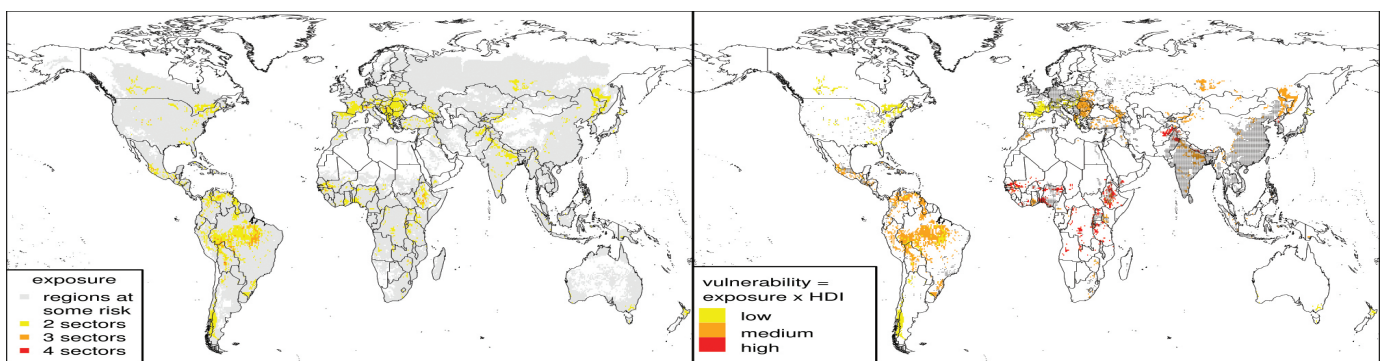 exposure
regions at
some risk
2 sectors
3 sectors
4 sectors
vulnerability =
exposure x HDI
low
medium
high